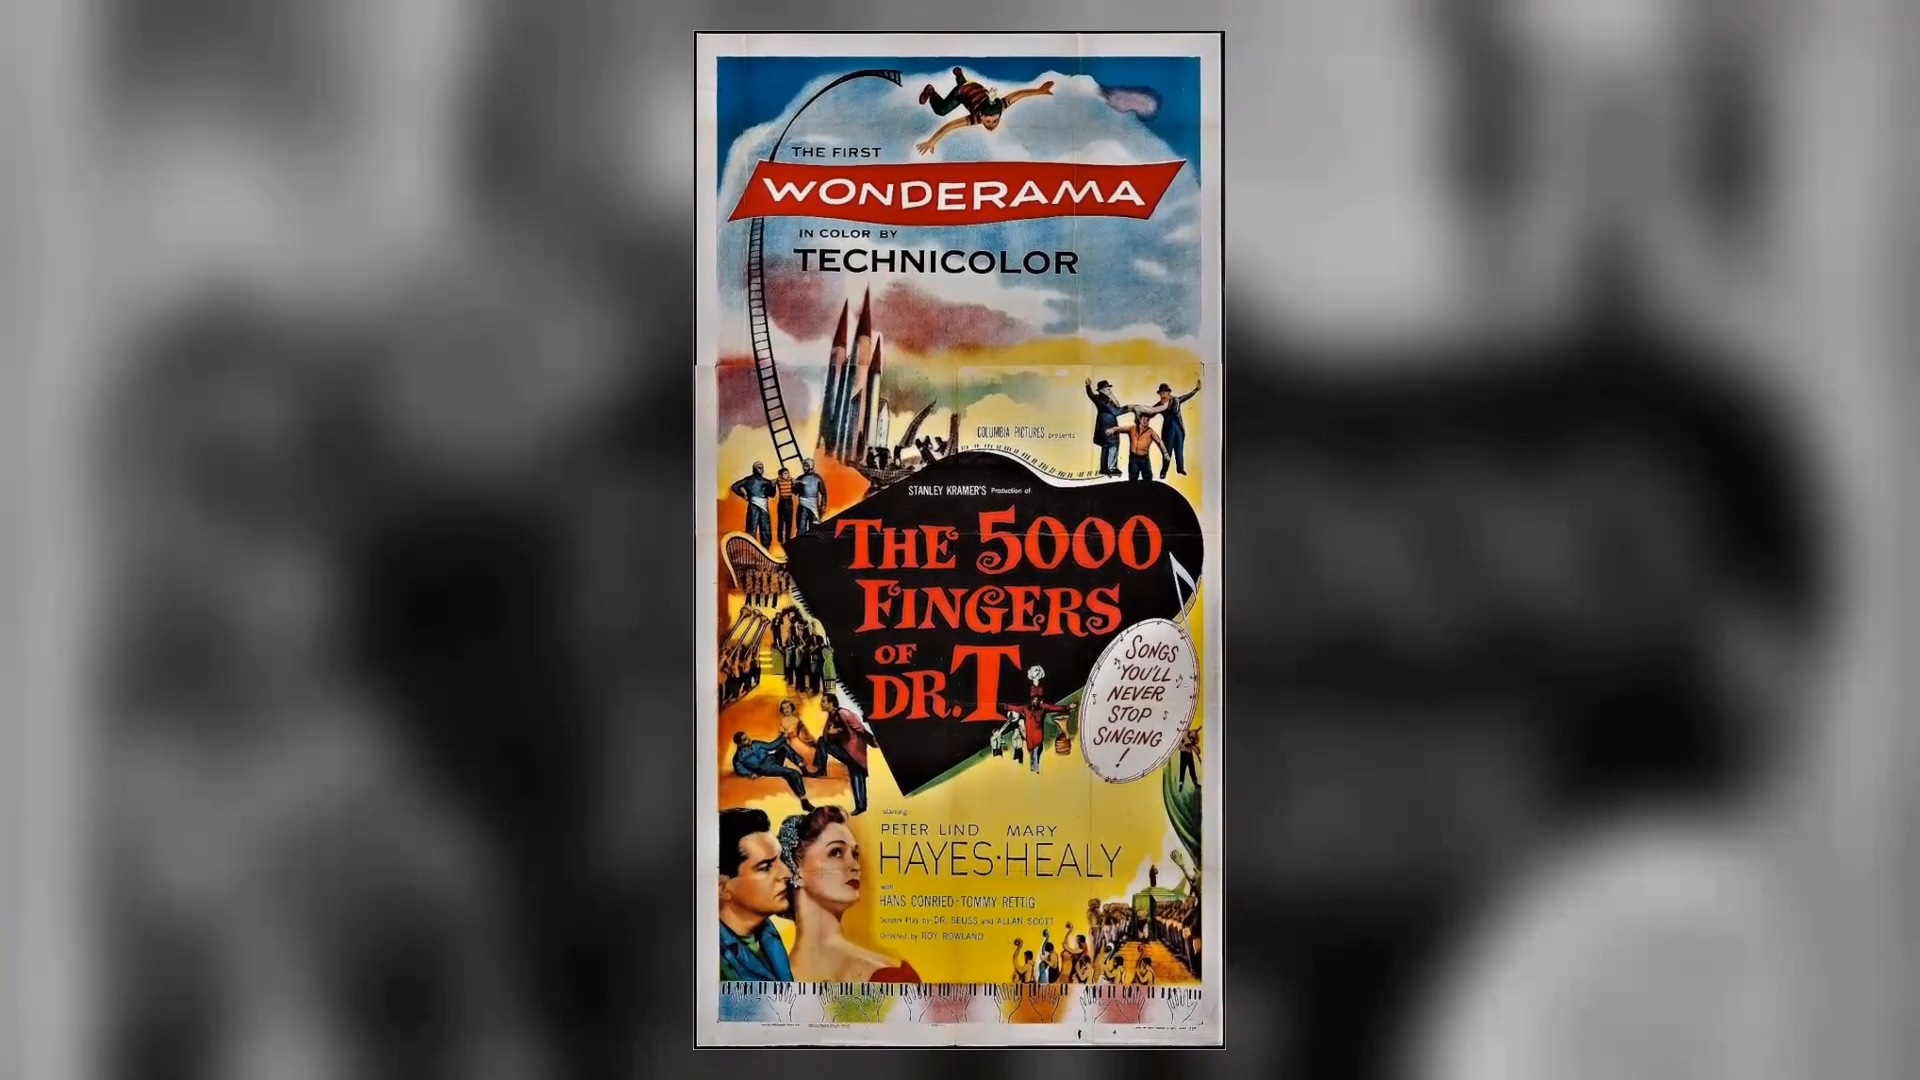 THE FIRST
WONDERAMA
IN COLOR BY
TECHNICOLOR
COLUMBIA PICTURES presents
STANLEY KRAMER'S Production of
THE 5000
FINGERS
OF
DR. T.
SONGS
YOU'LL
NEVER
STOP
SINGING
!
starring
PETER LIND MARY
HAYES·HEALY
with
HANS CONRIED·TOMMY RETTIG
Screen Play by DR. SEUSS and ALLAN SCOTT
Directed by ROY ROWLAND